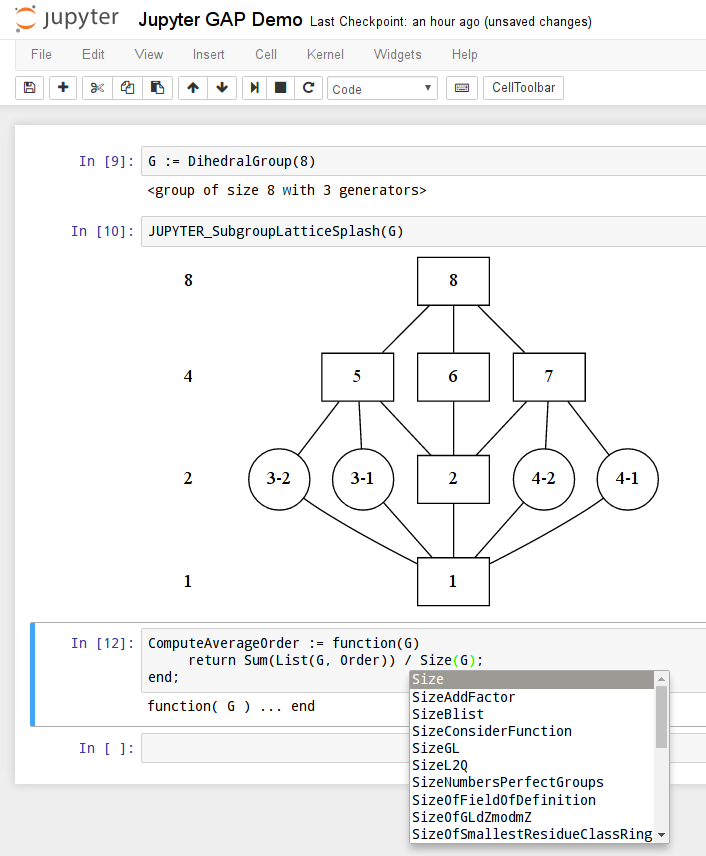 jupyter Jupyter GAP Demo Last Checkpoint: an hour ago (unsaved changes)
File Edit View Insert Cell Kernel Widgets Help
Code CellToolbar
In [9]: G := DihedralGroup(8)
<group of size 8 with 3 generators>
In [10]: JUPYTER_SubgroupLatticeSplash(G)
8 8
4 5 6 7
2 3-2 3-1 2 4-2 4-1
1 1
In [12]: ComputeAverageOrder := function(G)
return Sum(List(G, Order)) / Size(G);
end;
Size
function( G ) ... end
SizeAddFactor
SizeBlist
SizeConsiderFunction
In [ ]: SizeGL
SizeL2Q
SizeNumbersPerfectGroups
SizeOfFieldOfDefinition
SizeOfGLdZmodmZ
SizeOfSmallestResidueClassRing